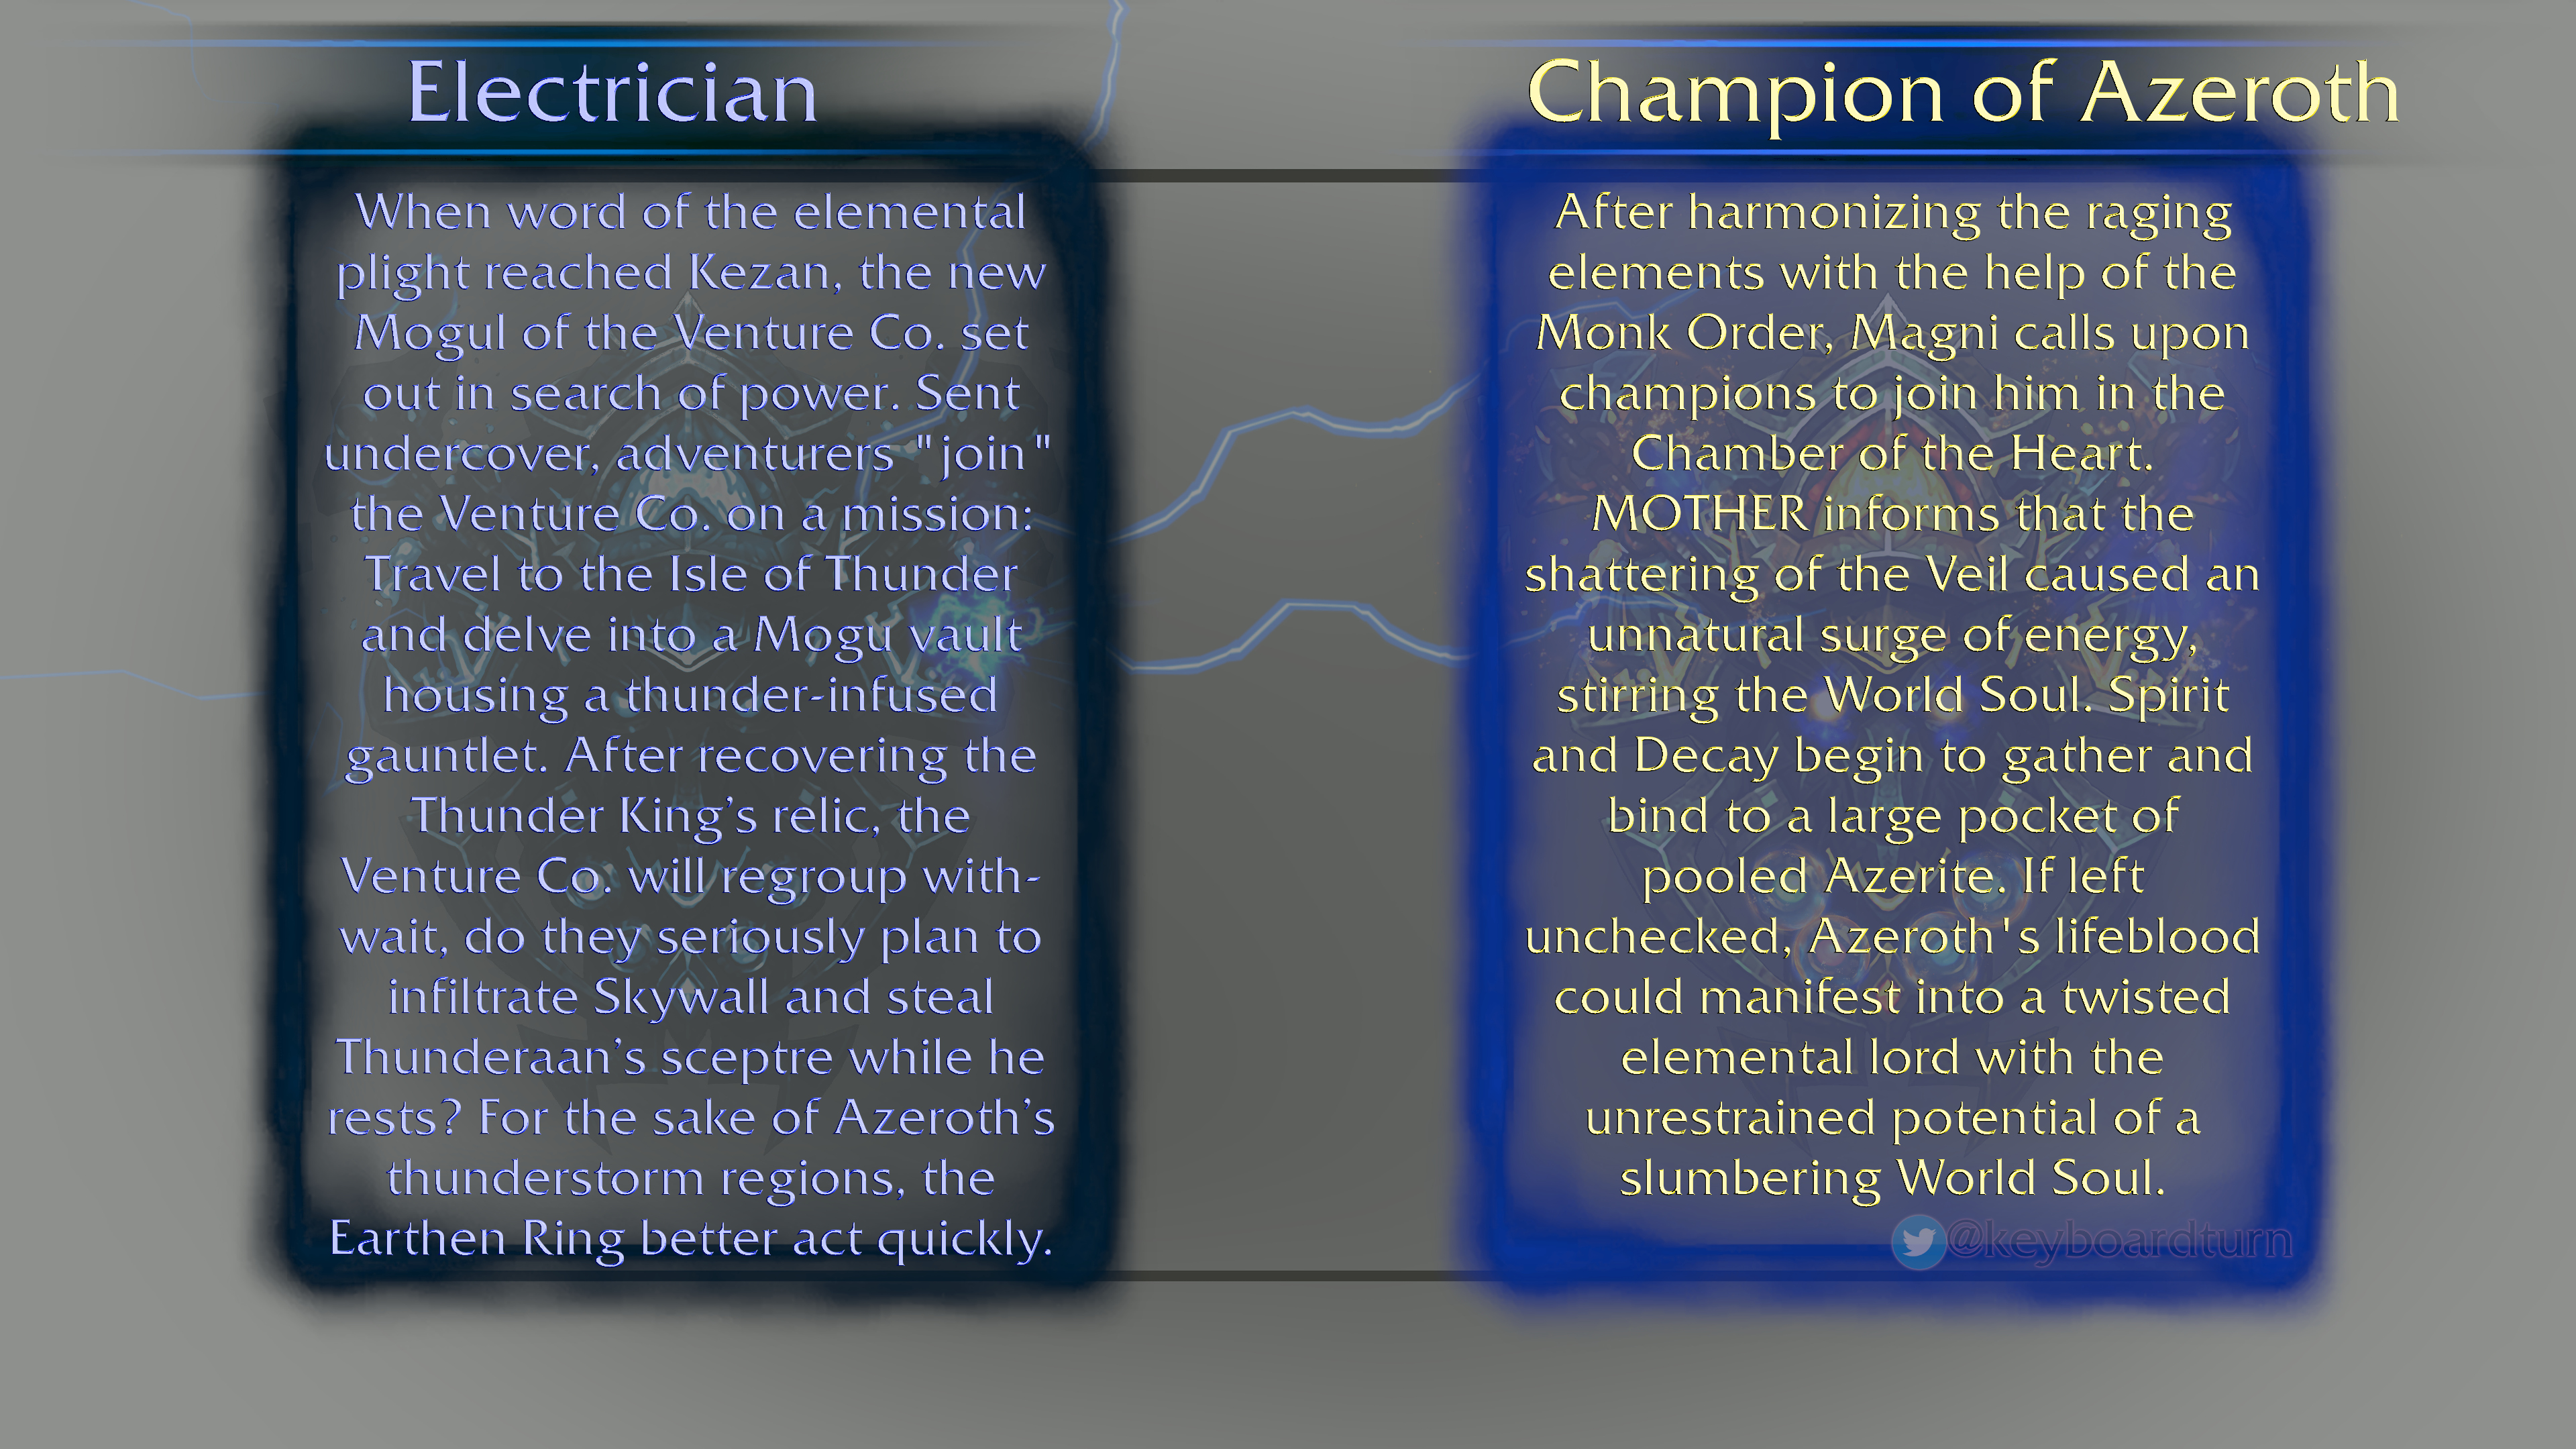 Electrician
When word of the elemental
plight reached Kezan, the new
Mogul of the Venture Co. set
out in search of power. Sent
undercover, adventurers "join"
the Venture Co. on a mission:
Travel to the Isle of Thunder
and delve into a Mogu vault
housing a thunder-infused
gauntlet. After recovering the
Thunder King’s relic, the
Venture Co. will regroup with-
wait, do they seriously plan to
infiltrate Skywall and steal
Thunderaan’s sceptre while he
rests? For the sake of Azeroth’s
thunderstorm regions, the
Earthen Ring better act quickly.
Champion of Azeroth
After harmonizing the raging
elements with the help of the
Monk Order, Magni calls upon
champions to join him in the
Chamber of the Heart.
MOTHER informs that the
shattering of the Veil caused an
unnatural surge of energy,
stirring the World Soul. Spirit
and Decay begin to gather and
bind to a large pocket of
pooled Azerite. If left
unchecked, Azeroth's lifeblood
could manifest into a twisted
elemental lord with the
unrestrained potential of a
slumbering World Soul.
@keyboardturn